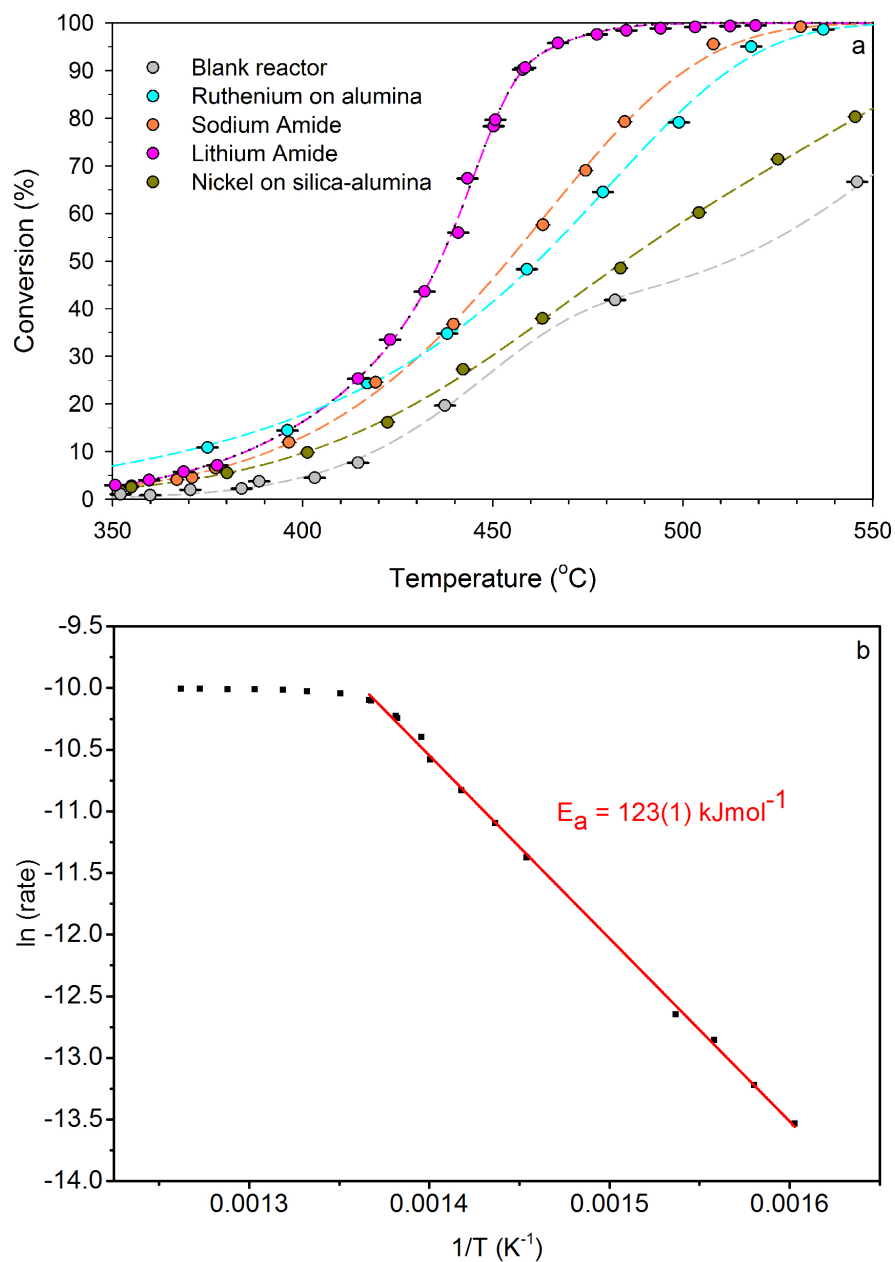 100
90
80
70
60
50
40
30
20
10
0
Conversion (%)
a
Blank reactor
Ruthenium on alumina
Sodium Amide
Lithium Amide
Nickel on silica-alumina
350 400 450 500 550
Temperature (°C)
-9.5
-10.0
-10.5
-11.0
-11.5
-12.0
-12.5
-13.0
-13.5
-14.0
ln (rate)
b
Eₐ = 123(1) kJmol⁻¹
0.0013 0.0014 0.0015 0.0016
1/T (K⁻¹)